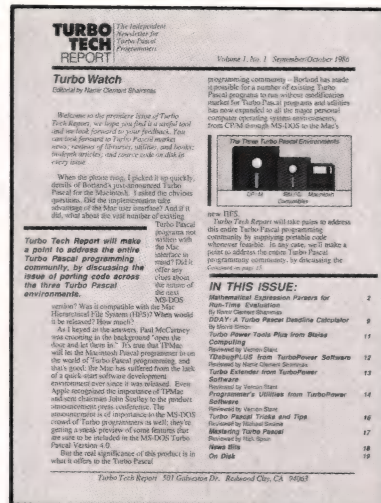 TURBO
TECH
REPORT
The Independent
Newsletter for
Turbo Pascal
Programmers
Volume 1, No. 1 September/October 1986
Turbo Watch
Editorial by Marie Clement Shammas
Welcome to the premiere issue of Turbo
Tech Report, we hope you find it a useful tool
and we look forward to your feedback. You
can look forward to Turbo Pascal market
news, reviews of libraries, utilities, and books;
in-depth articles, and source code on disk in
every issue.
When the phone rang, I picked it up quickly,
details of Borland's just-announced Turbo
Pascal for the Macintosh. I asked the obvious
questions. Did the implementation take
advantage of the Mac user interface? And if it
did, what about the vast number of existing
Turbo Pascal
programs not
written with
the Mac
interface in
mind? Did it
offer any
clues about
the nature of
the next
MS-DOS
Turbo Tech Report will make
a point to address the entire
Turbo Pascal programming
community, by discussing the
issue of porting code across
the three Turbo Pascal
environments.
version? Was it compatible with the Mac
Hierarchical File System (HFS)? When would
it be released? How much?
As I heard the answers, Paul McCartney
was crooning in the background "open the
door and let them in." It's true that TPMac
will let the Macintosh Pascal programmer in on
the world of Turbo Pascal programming, and
that's good; the Mac has suffered from the lack
of a quick-start software development
environment ever since it was released. Even
Apple recognized the importance of TPMac
and sent chairman John Sculley to the product
announcement press conference. The
announcement is of importance to the MS-DOS
crowd of Turbo programmers as well; they're
getting a sneak preview of some features that
are sure to be included in the MS-DOS Turbo
Pascal Version 4.0.
But the real significance of this product is in
what it offers to the Turbo Pascal
programming community – Borland has made
it possible for a number of existing Turbo
Pascal programs to run without modification
market for Turbo Pascal programs and utilities
has now expanded to all the major personal
computer operating system environments,
from CP/M through MS-DOS to the Mac's
The Three Turbo Pascal Environments
CP/M
Macintosh
Compatibles
new HFS.
Turbo Tech Report will take pains to address
this entire Turbo Pascal programming
community by supplying portable code
whenever feasible. In any case, we'll make a
point to address the entire Turbo Pascal
programming community, by discussing the
IN THIS ISSUE:
Mathematical Expression Parsers for 2
Run-Time Evaluation
by Namir Clement Shammas
DDAY: A Turbo Pascal Deadline Calculator 9
by Morris Simon
Turbo Power Tools Plus from Blaise 11
Computing
Reviewed by Vernon Slant
TDebugPLUS from TurboPower Software 12
Turbo Extender from TurboPower 13
Software
Programmer's Utilities from TurboPower 14
Software
Turbo Pascal Tricks and Tips 16
Mastering Turbo Pascal 17
News Bits 18
On Disk 19
Turbo Tech Report 501 Galveston Dr. Redwood City, CA 94063